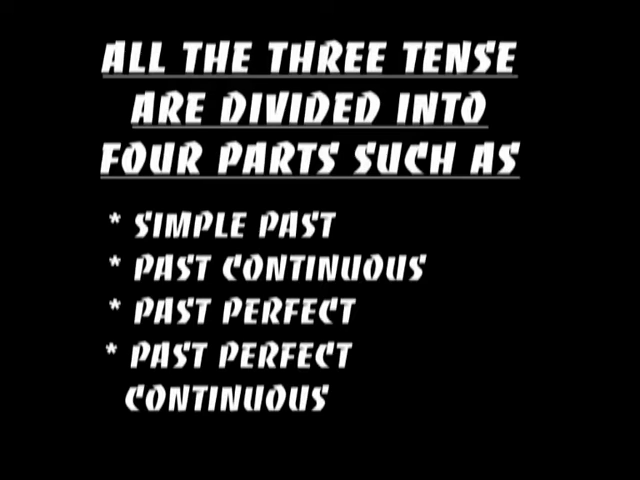 ALL THE THREE TENSE
ARE DIVIDED INTO
FOUR PARTS SUCH AS
* SIMPLE PAST
* PAST CONTINUOUS
* PAST PERFECT
* PAST PERFECT
CONTINUOUS